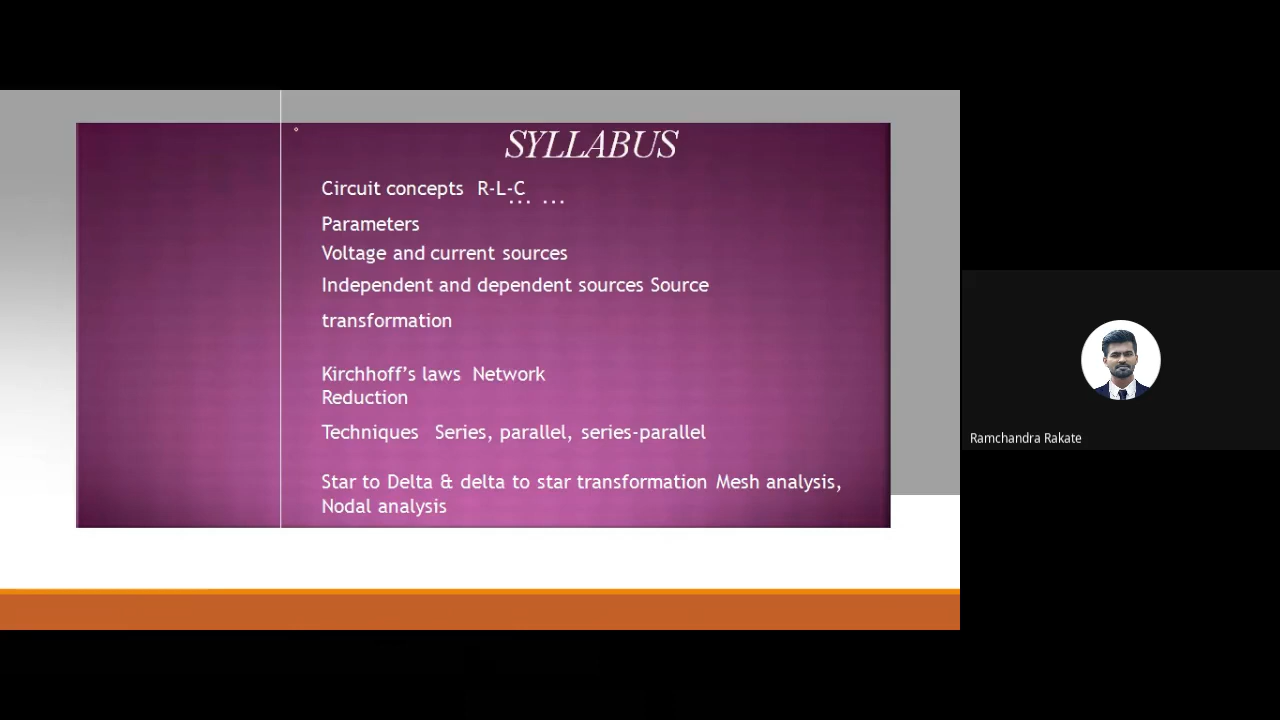 SYLLABUS
Circuit concepts R-L-C
... ...
Parameters
Voltage and current sources
Independent and dependent sources Source
transformation
Kirchhoff’s laws Network
Reduction
Techniques Series, parallel, series-parallel
Star to Delta & delta to star transformation Mesh analysis,
Nodal analysis
Ramchandra Rakate